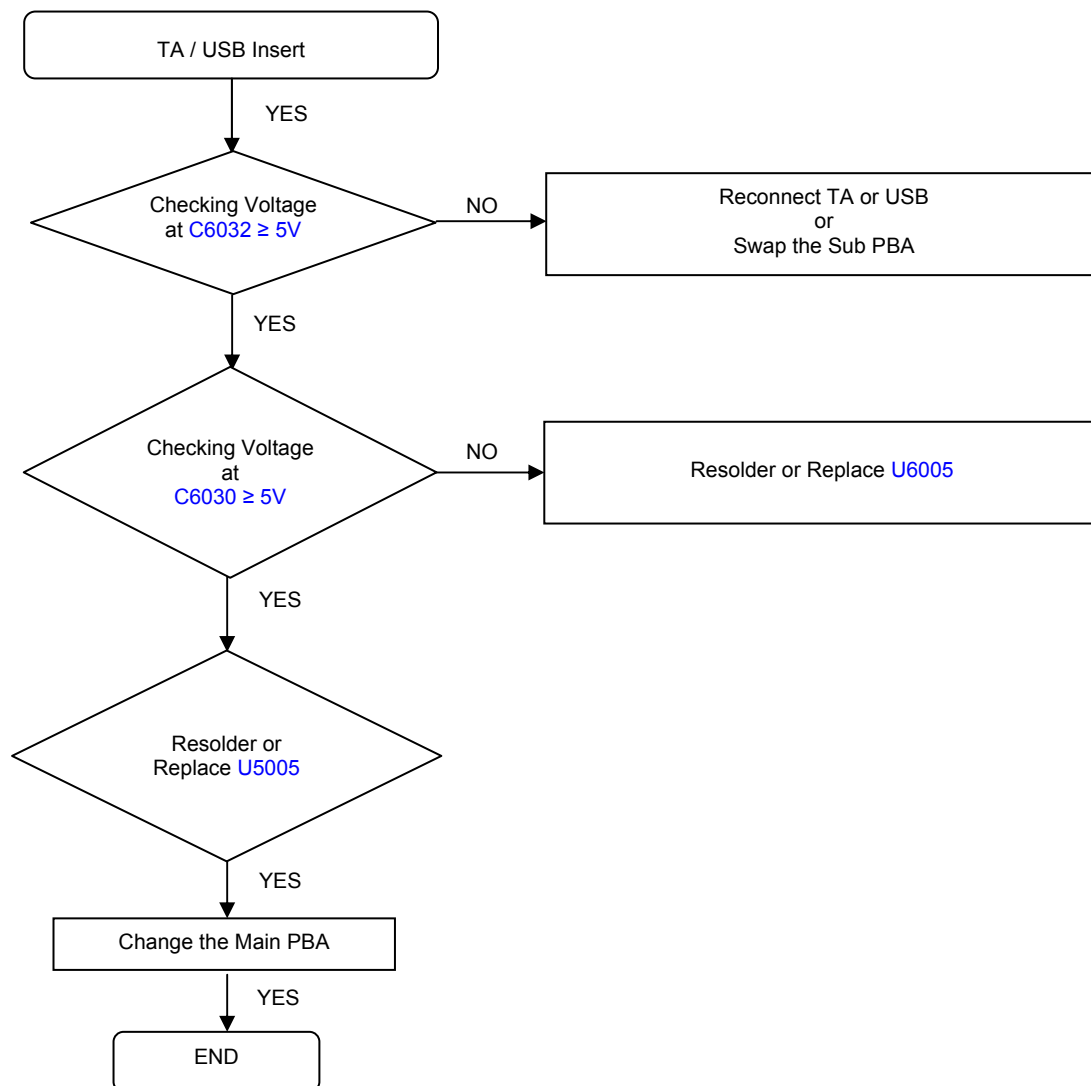 TA / USB Insert
YES
Checking Voltage
at C6032 ≥ 5V
NO
Reconnect TA or USB
or
Swap the Sub PBA
YES
Checking Voltage
at
C6030 ≥ 5V
NO
Resolder or Replace U6005
YES
Resolder or
Replace U5005
YES
Change the Main PBA
YES
END